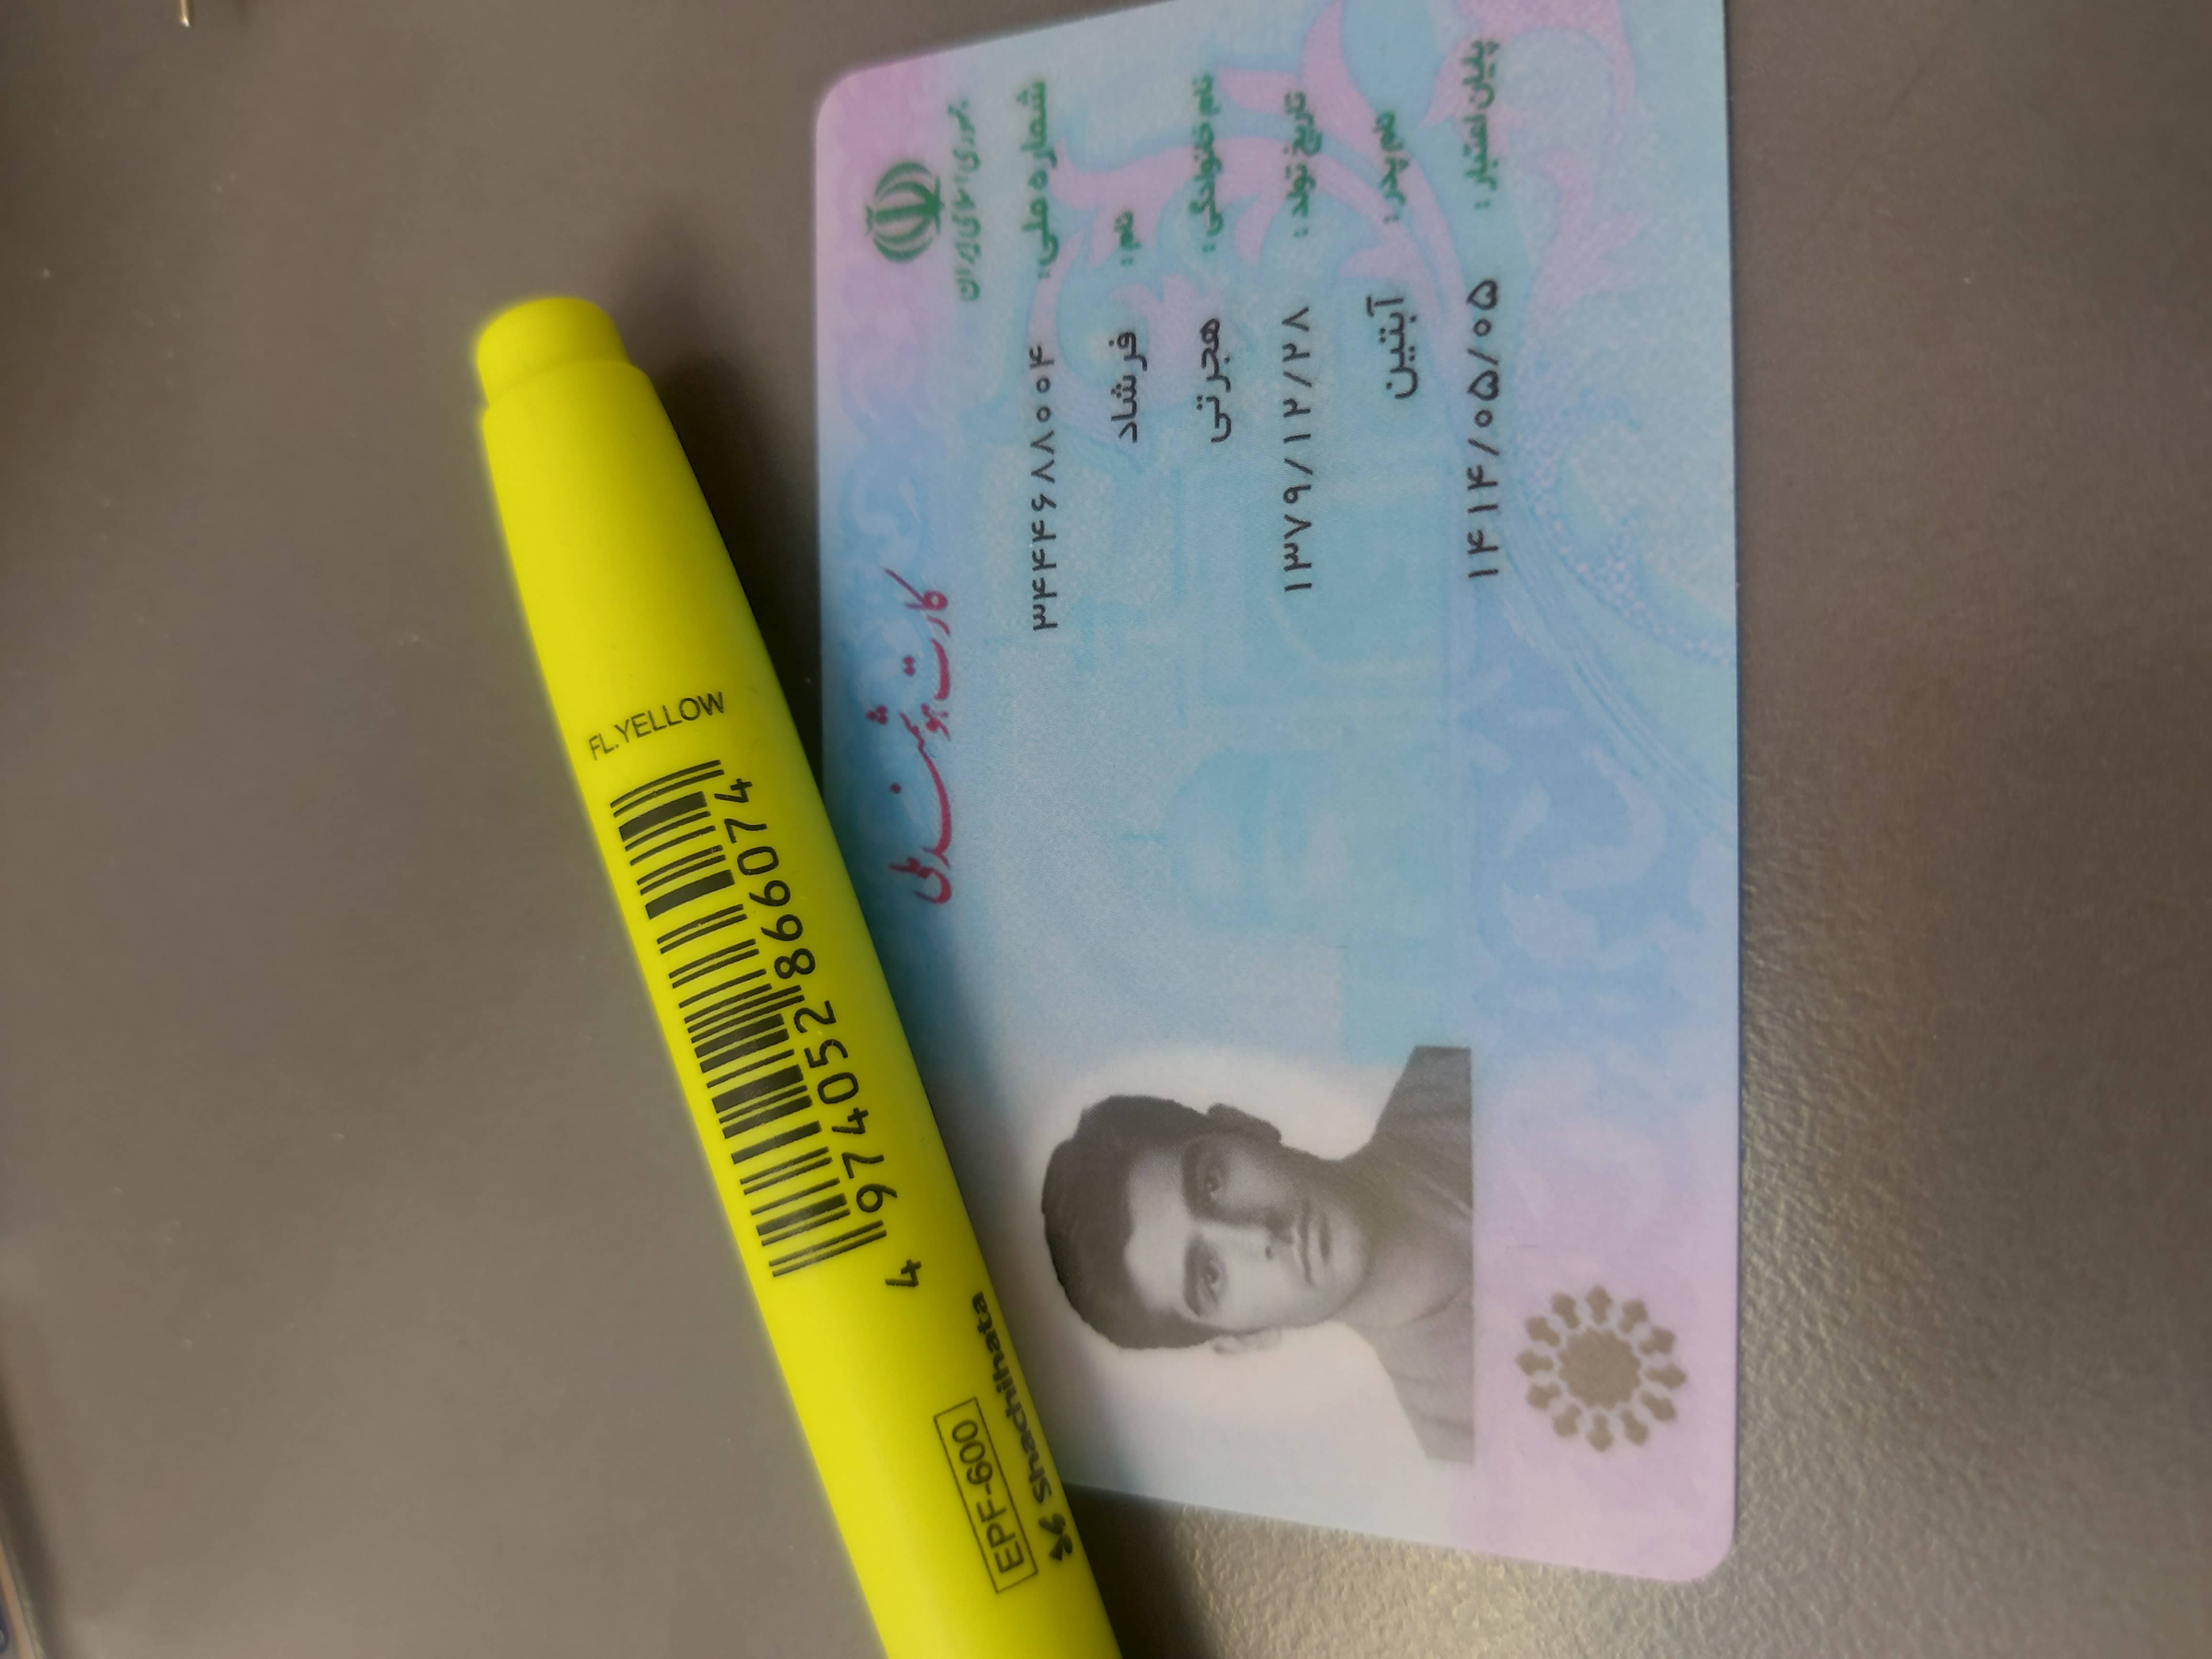 جمهوری اسلامی ایران
کارت هوشمند ملی
شماره ملی: ۳۴۴۴۶۸۸۰۰۴
نام: فرشاد
نام خانوادگی: هجرتی
تاریخ تولد: ۱۳۷۹/۱۲/۲۸
نام پدر: آبتین
پایان اعتبار: ۱۴۱۴/۰۵/۰۵
FL.YELLOW
4 974052 866074
Shachihata
EPF-600